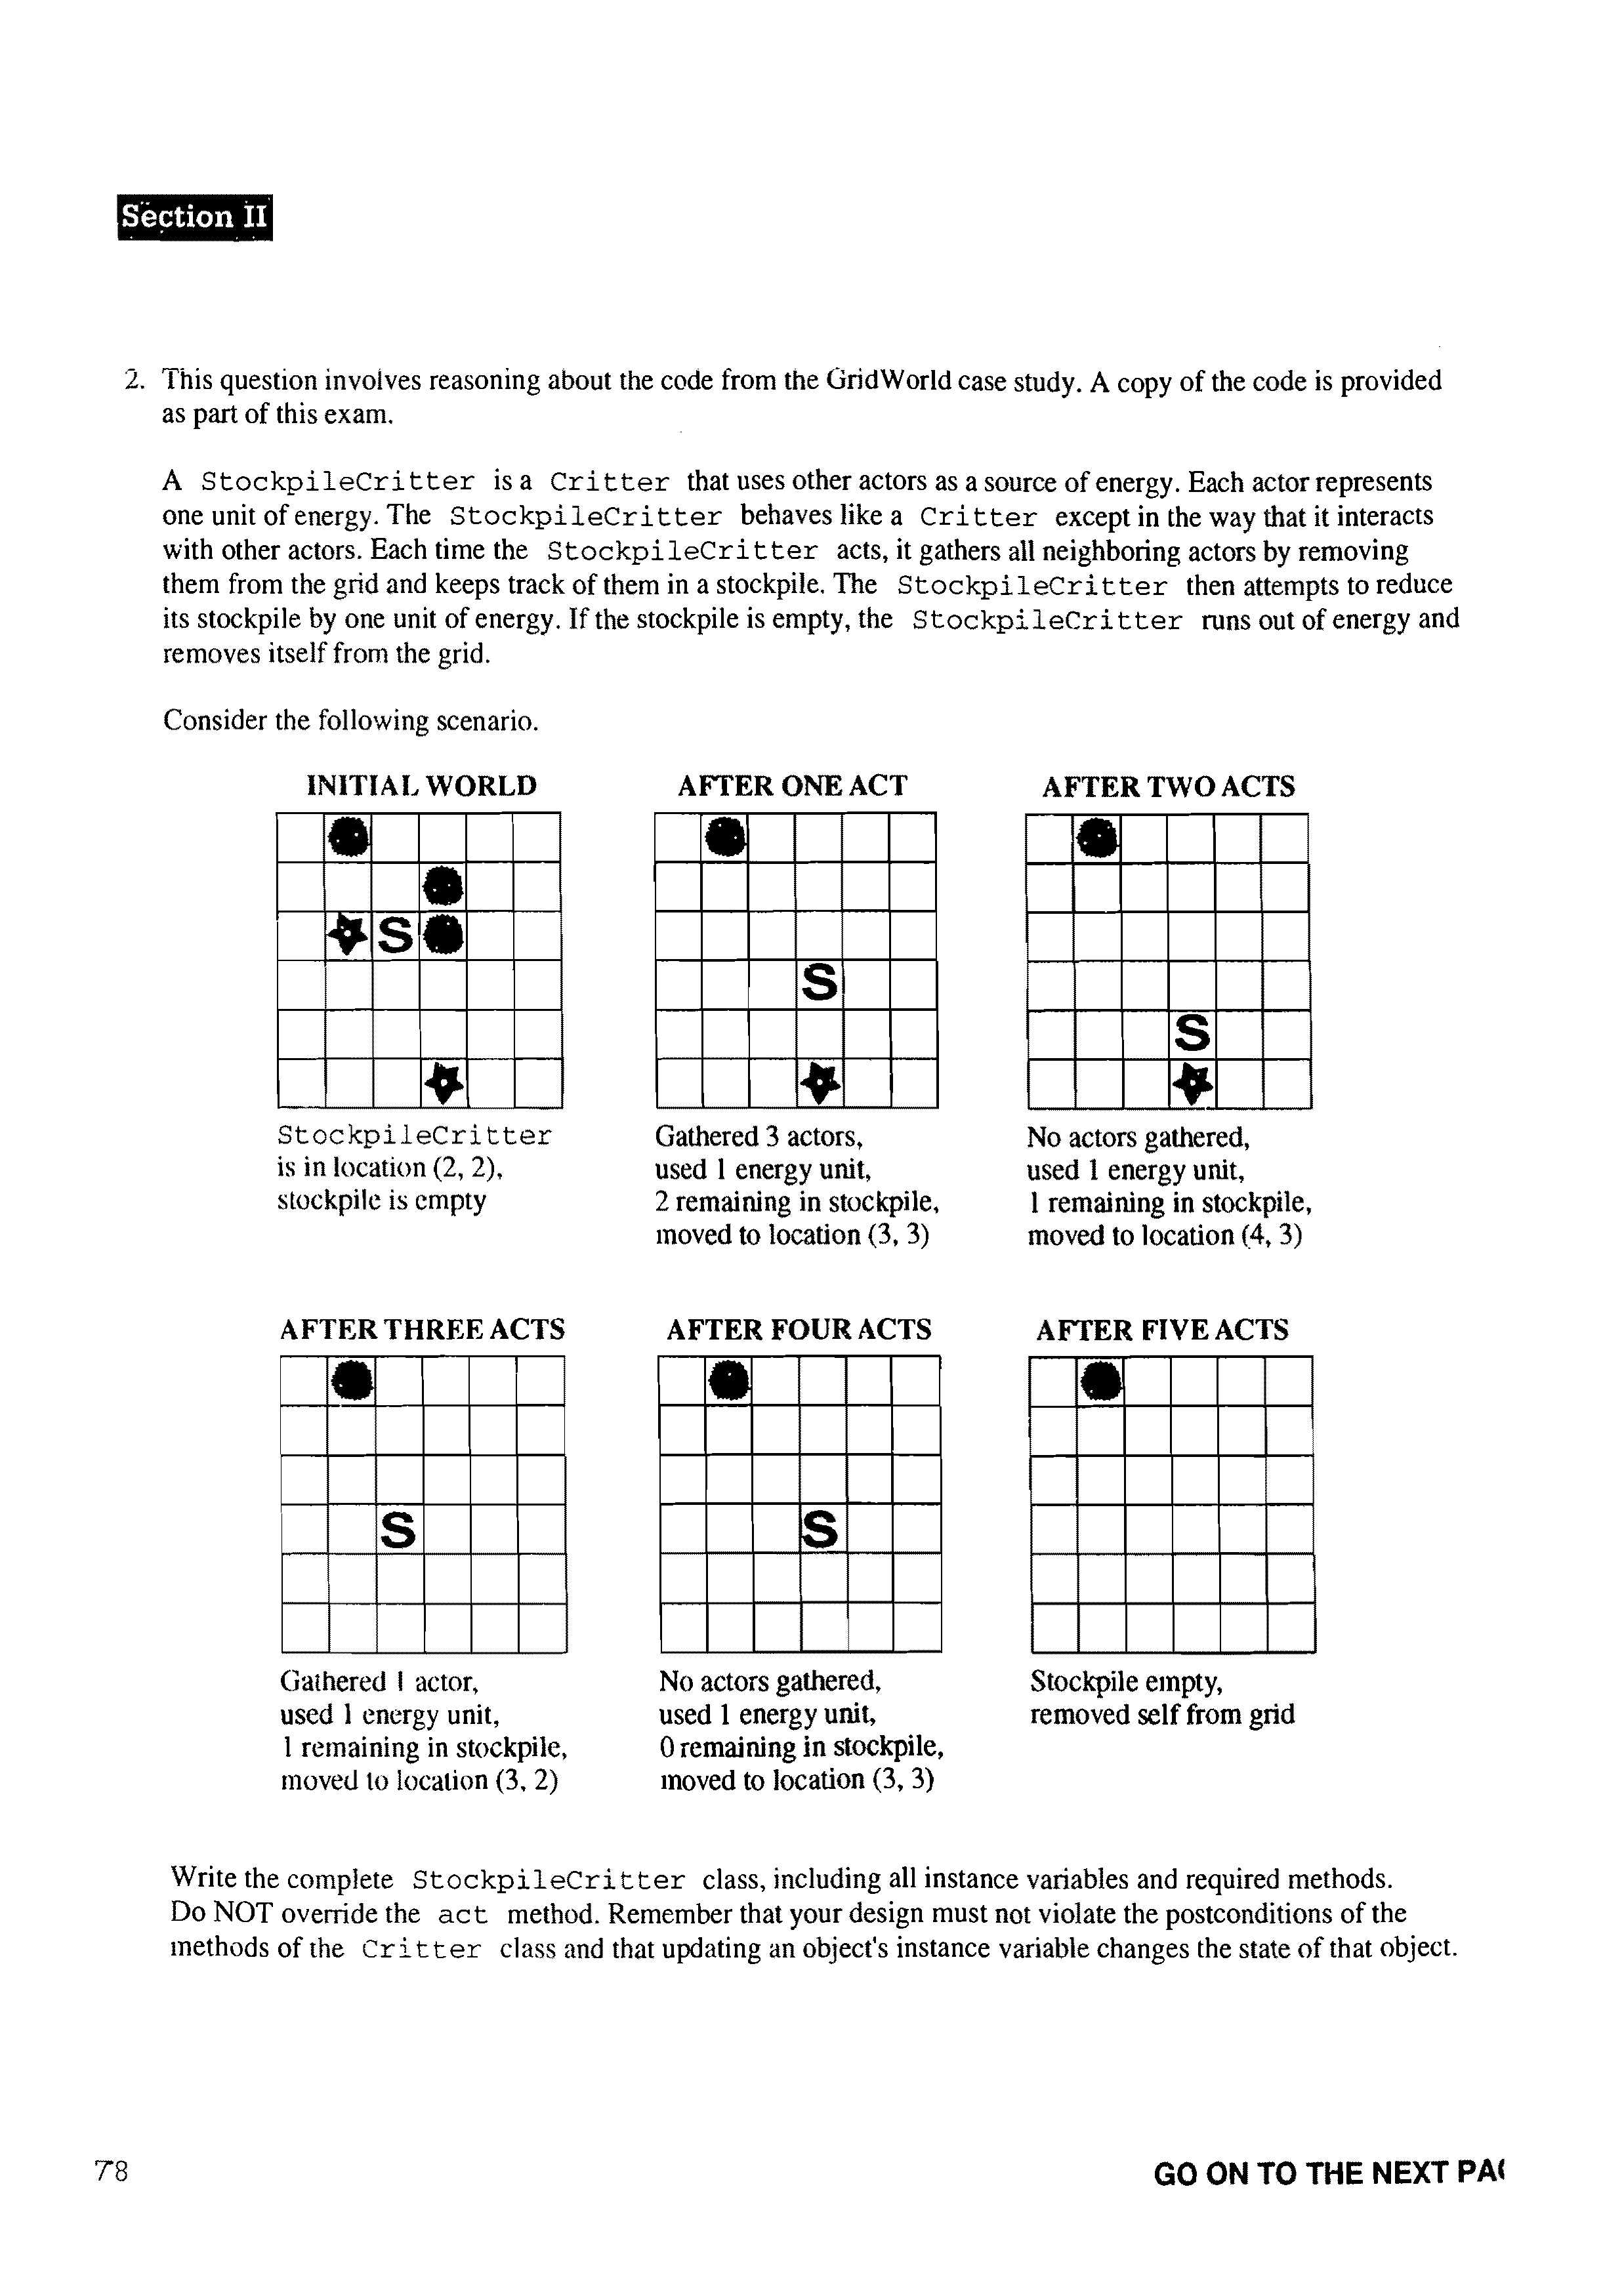 Section II
2. This question involves reasoning about the code from the GridWorld case study. A copy of the code is provided
as part of this exam.
A StockpileCritter is a Critter that uses other actors as a source of energy. Each actor represents
one unit of energy. The StockpileCritter behaves like a Critter except in the way that it interacts
with other actors. Each time the StockpileCritter acts, it gathers all neighboring actors by removing
them from the grid and keeps track of them in a stockpile. The StockpileCritter then attempts to reduce
its stockpile by one unit of energy. If the stockpile is empty, the StockpileCritter runs out of energy and
removes itself from the grid.
Consider the following scenario.
INITIAL WORLD
S
StockpileCritter
is in location (2, 2),
stockpile is empty
AFTER ONE ACT
S
Gathered 3 actors,
used 1 energy unit,
2 remaining in stockpile,
moved to location (3, 3)
AFTER TWO ACTS
S
No actors gathered,
used 1 energy unit,
1 remaining in stockpile,
moved to location (4, 3)
AFTER THREE ACTS
S
Gathered 1 actor,
used 1 energy unit,
1 remaining in stockpile,
moved to location (3, 2)
AFTER FOUR ACTS
S
No actors gathered,
used 1 energy unit,
0 remaining in stockpile,
moved to location (3, 3)
AFTER FIVE ACTS
Stockpile empty,
removed self from grid
Write the complete StockpileCritter class, including all instance variables and required methods.
Do NOT override the act method. Remember that your design must not violate the postconditions of the
methods of the Critter class and that updating an object's instance variable changes the state of that object.
78
GO ON TO THE NEXT PA